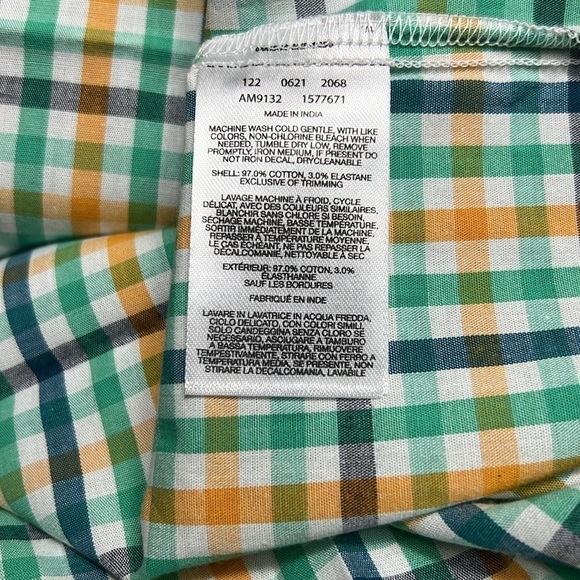 122 0621 2068
AM9132 1577671
MADE IN INDIA
MACHINE WASH COLD GENTLE, WITH LIKE
COLORS, NON-CHLORINE BLEACH WHEN
NEEDED, TUMBLE DRY LOW, REMOVE
PROMPTLY, IRON MEDIUM, IF PRESENT DO
NOT IRON DECAL, DRYCLEANABLE
SHELL: 97.0% COTTON, 3.0% ELASTANE
EXCLUSIVE OF TRIMMING
LAVAGE MACHINE À FROID, CYCLE
DÉLICAT, AVEC DES COULEURS SIMILAIRES,
BLANCHIR SANS CHLORE SI BESOIN,
SÉCHAGE MACHINE BASSE TEMPÉRATURE,
SORTIR IMMÉDIATEMENT DE LA MACHINE,
REPASSER À TEMPÉRATURE MOYENNE,
LE CAS ÉCHÉANT, NE PAS REPASSER LA
DÉCALCOMANIE, NETTOYABLE À SEC
EXTÉRIEUR: 97.0% COTON, 3.0%
ÉLASTHANNE
SAUF LES BORDURES
FABRIQUÉ EN INDE
LAVARE IN LAVATRICE IN ACQUA FREDDA,
CICLO DELICATO, CON COLORI SIMILI,
SOLO CANDEGGINA SENZA CLORO SE
NECESSARIO, ASCIUGARE A TAMBURO
A BASSA TEMPERATURA, RIMUOVERE
TEMPESTIVAMENTE, STIRARE CON FERRO A
TEMPERATURA MEDIA, SE PRESENTE, NON
STIRARE LA DECALCOMANIA, LAVABILE